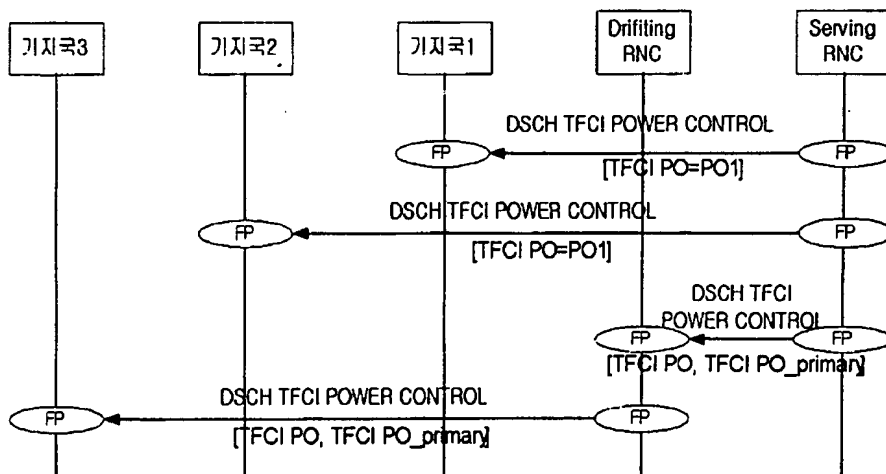 기지국3
기지국2
기지국1
Drifiting
RNC
Serving
RNC
DSCH TFCI POWER CONTROL
FP
FP
[TFCI PO=PO1]
DSCH TFCI POWER CONTROL
FP
FP
[TFCI PO=PO1]
DSCH TFCI
POWER CONTROL
FP
FP
[TFCI PO, TFCI PO_primary]
DSCH TFCI POWER CONTROL
FP
FP
[TFCI PO, TFCI PO_primary]